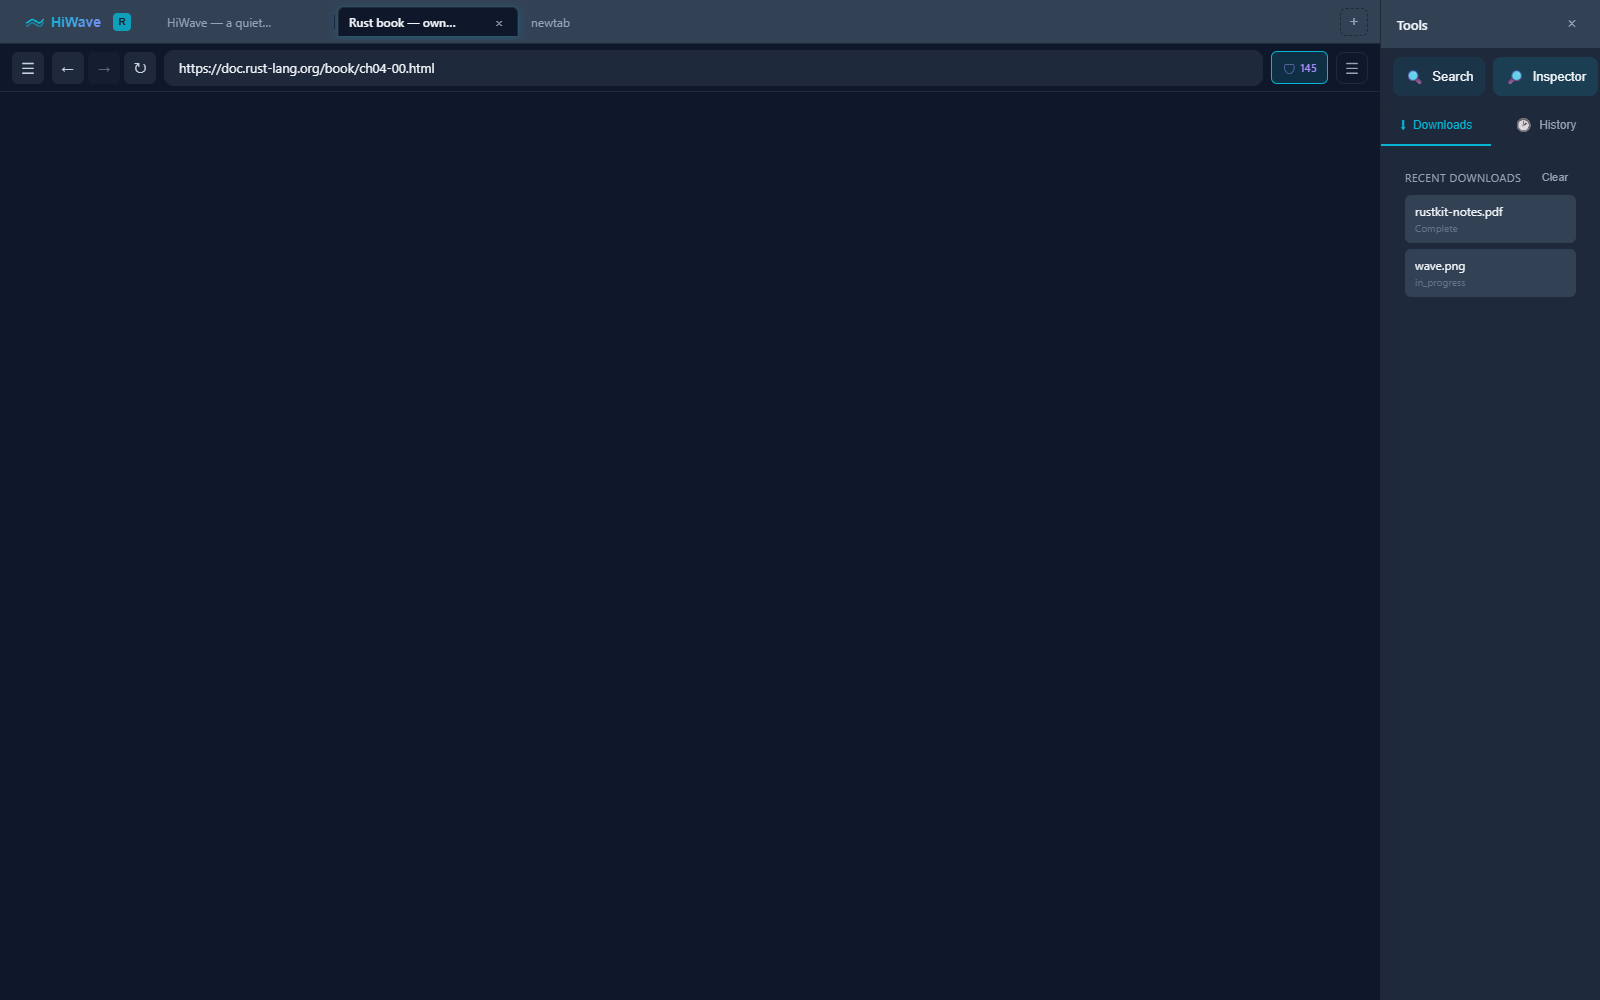 HiWave R HiWave — a quiet... Rust book — own... × newtab +
☰ ← → ↻ https://doc.rust-lang.org/book/ch04-00.html 145 ☰
Tools ×
Search Inspector
Downloads History
RECENT DOWNLOADS Clear
rustkit-notes.pdf
Complete
wave.png
in_progress